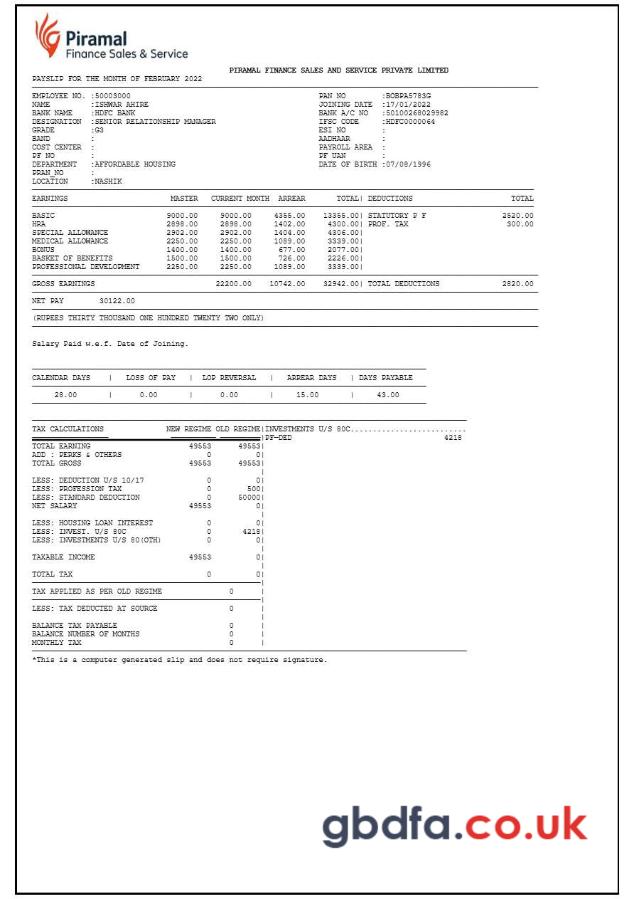 Piramal
Finance Sales & Service
PIRAMAL FINANCE SALES AND SERVICE PRIVATE LIMITED
PAYSLIP FOR THE MONTH OF FEBRUARY 2022
EMPLOYEE NO. :50003000 PAN NO :BOBPA5783G
NAME :ISHWAR AHIRE JOINING DATE :17/01/2022
BANK NAME :HDFC BANK BANK A/C NO :50100268029982
DESIGNATION :SENIOR RELATIONSHIP MANAGER IFSC CODE :HDFC0000064
GRADE :G3 ESI NO :
BAND : AADHAAR :
COST CENTER : PAYROLL AREA :
PF NO : PF UAN :
DEPARTMENT :AFFORDABLE HOUSING DATE OF BIRTH :07/08/1996
PRAN_NO :
LOCATION :NASHIK
EARNINGS MASTER CURRENT MONTH ARREAR TOTAL| DEDUCTIONS TOTAL
BASIC 9000.00 9000.00 4355.00 13355.00| STATUTORY P F 2520.00
HRA 2898.00 2898.00 1402.00 4300.00| PROF. TAX 300.00
SPECIAL ALLOWANCE 2902.00 2902.00 1404.00 4306.00|
MEDICAL ALLOWANCE 2250.00 2250.00 1089.00 3339.00|
BONUS 1400.00 1400.00 677.00 2077.00|
BASKET OF BENEFITS 1500.00 1500.00 726.00 2226.00|
PROFESSIONAL DEVELOPMENT 2250.00 2250.00 1089.00 3339.00|
GROSS EARNINGS 22200.00 10742.00 32942.00| TOTAL DEDUCTIONS 2820.00
NET PAY 30122.00
(RUPEES THIRTY THOUSAND ONE HUNDRED TWENTY TWO ONLY)
Salary Paid w.e.f. Date of Joining.
CALENDAR DAYS | LOSS OF PAY | LOP REVERSAL | ARREAR DAYS | DAYS PAYABLE
28.00 | 0.00 | 0.00 | 15.00 | 43.00
TAX CALCULATIONS NEW REGIME OLD REGIME|INVESTMENTS U/S 80C...........................
|PF-DED 4218
TOTAL EARNING 49553 49553|
ADD : PERKS & OTHERS 0 0|
TOTAL GROSS 49553 49553|
LESS: DEDUCTION U/S 10/17 0 0|
LESS: PROFESSION TAX 0 500|
LESS: STANDARD DEDUCTION 0 50000|
NET SALARY 49553 0|
LESS: HOUSING LOAN INTEREST 0 0|
LESS: INVEST. U/S 80C 0 4218|
LESS: INVESTMENTS U/S 80(OTH) 0 0|
TAXABLE INCOME 49553 0|
TOTAL TAX 0 0|
TAX APPLIED AS PER OLD REGIME 0 |
LESS: TAX DEDUCTED AT SOURCE 0 |
BALANCE TAX PAYABLE 0 |
BALANCE NUMBER OF MONTHS 0 |
MONTHLY TAX 0 |
*This is a computer generated slip and does not require signature.
gbdfa.co.uk